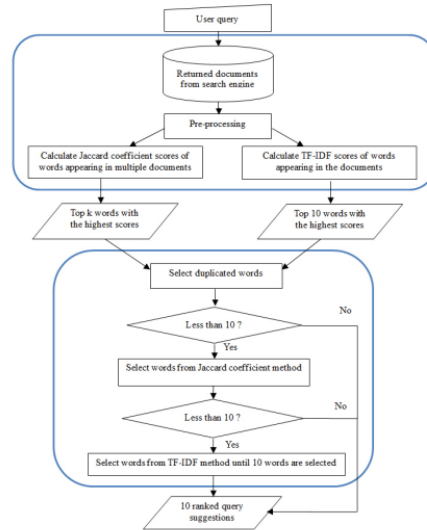 User query
Returned documents
from search engine
Pre-processing
Calculate Jaccard coefficient scores of
words appearing in multiple documents
Calculate TF-IDF scores of words
appearing in the documents
Top k words with
the highest scores
Top 10 words with
the highest scores
Select duplicated words
Less than 10 ?
No
Yes
Select words from Jaccard coefficient method
Less than 10 ?
No
Yes
Select words from TF-IDF method until 10 words are selected
10 ranked query
suggestions